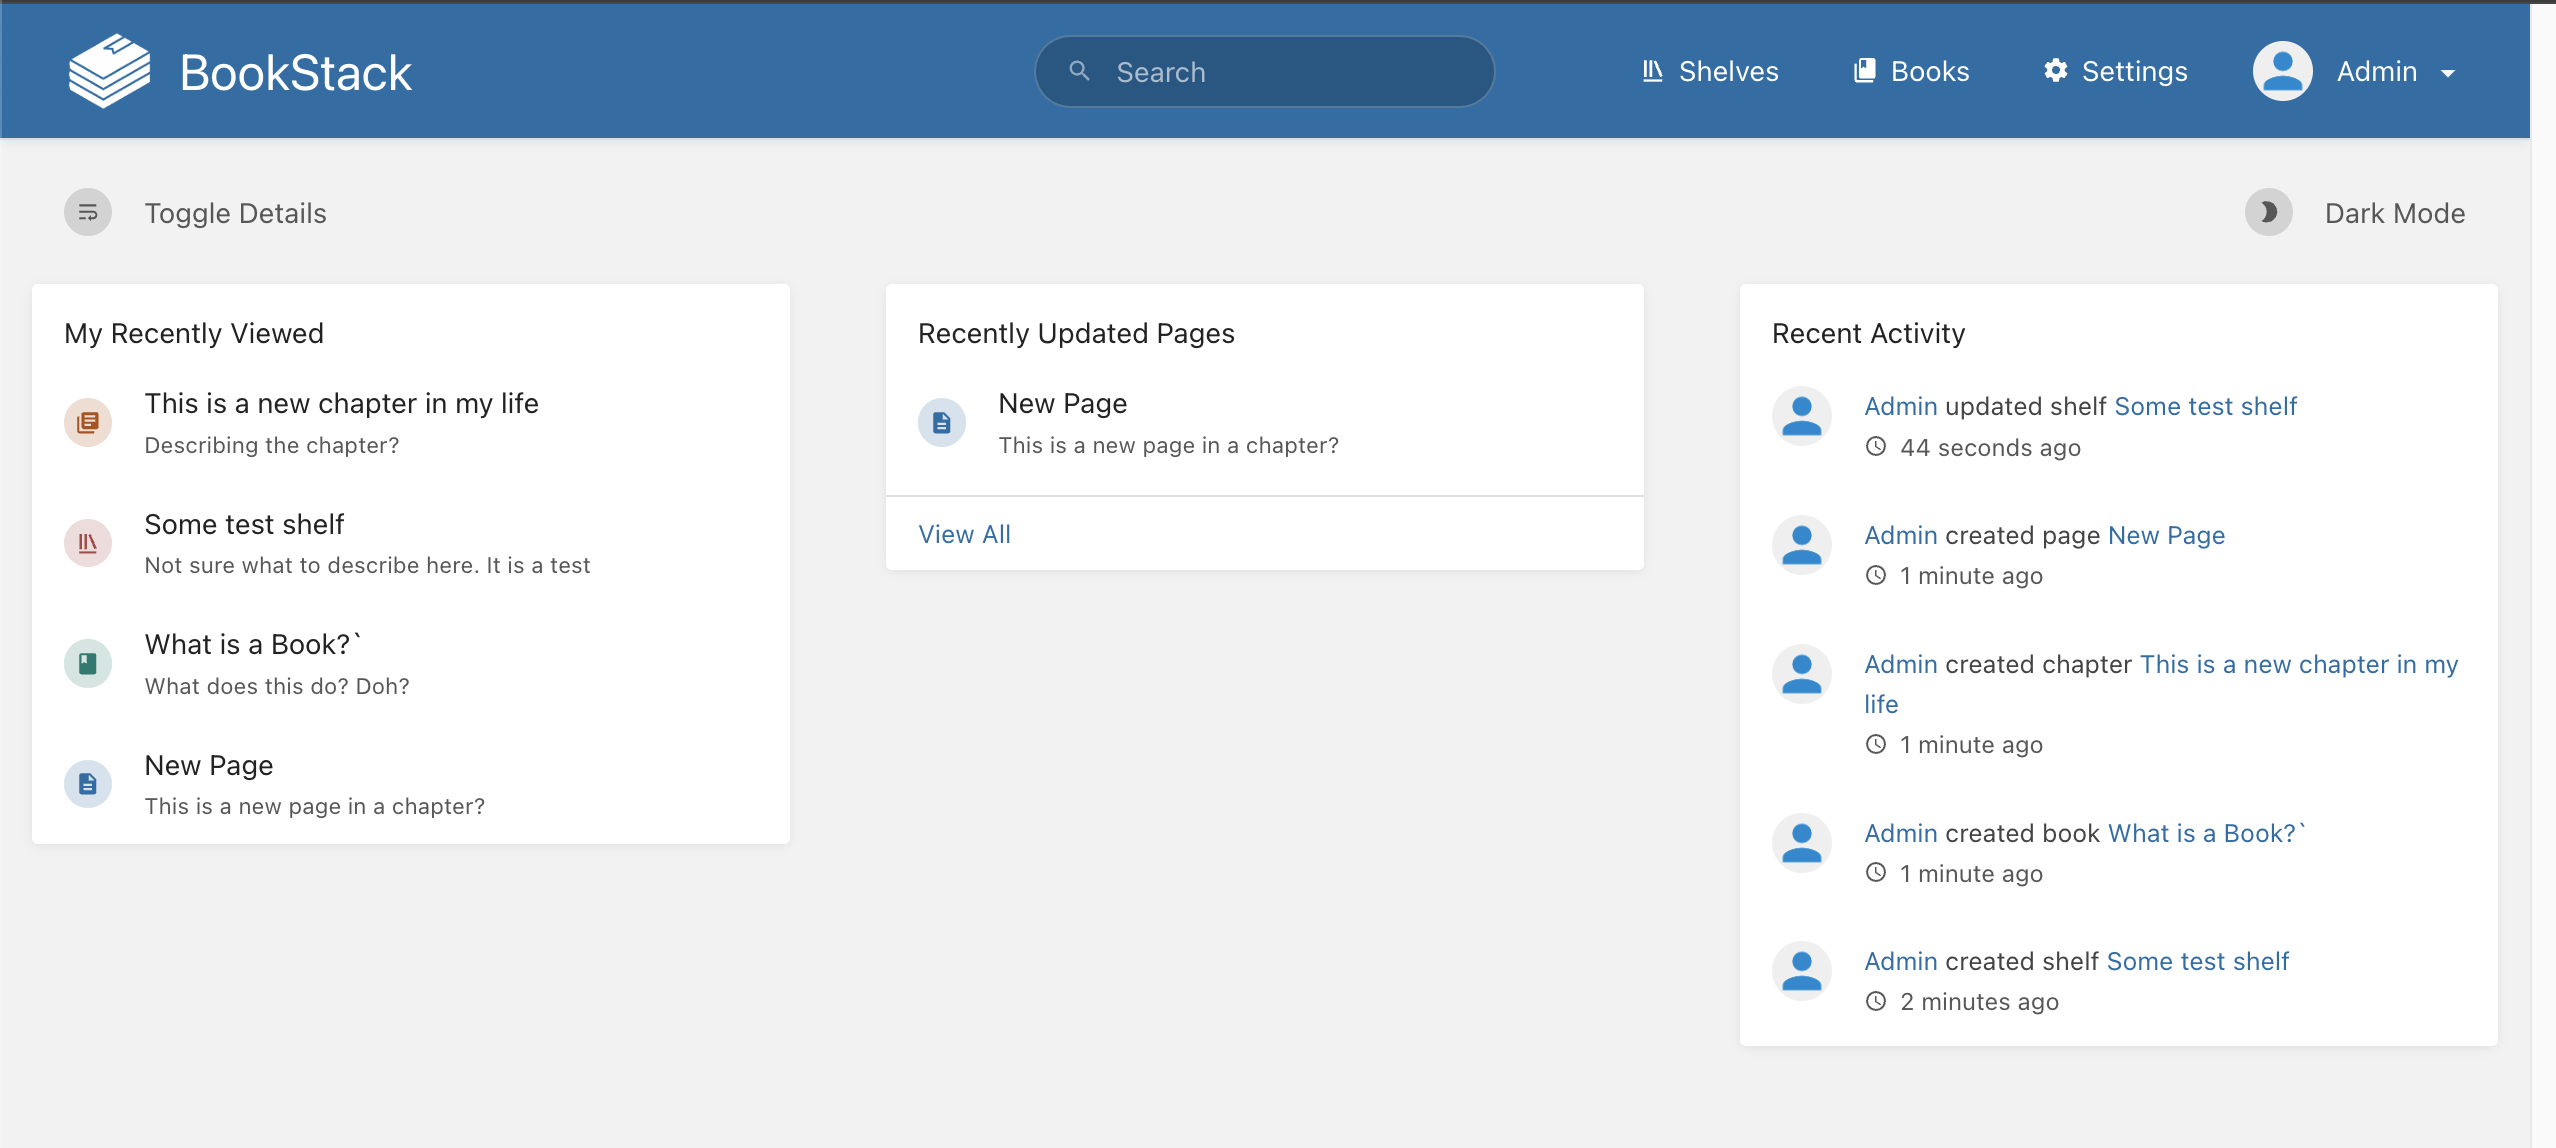 BookStack
Search
Shelves
Books
Settings
Admin
Toggle Details
Dark Mode
My Recently Viewed
This is a new chapter in my life
Describing the chapter?
Some test shelf
Not sure what to describe here. It is a test
What is a Book?`
What does this do? Doh?
New Page
This is a new page in a chapter?
Recently Updated Pages
New Page
This is a new page in a chapter?
View All
Recent Activity
Admin updated shelf Some test shelf
44 seconds ago
Admin created page New Page
1 minute ago
Admin created chapter This is a new chapter in my
life
1 minute ago
Admin created book What is a Book?`
1 minute ago
Admin created shelf Some test shelf
2 minutes ago